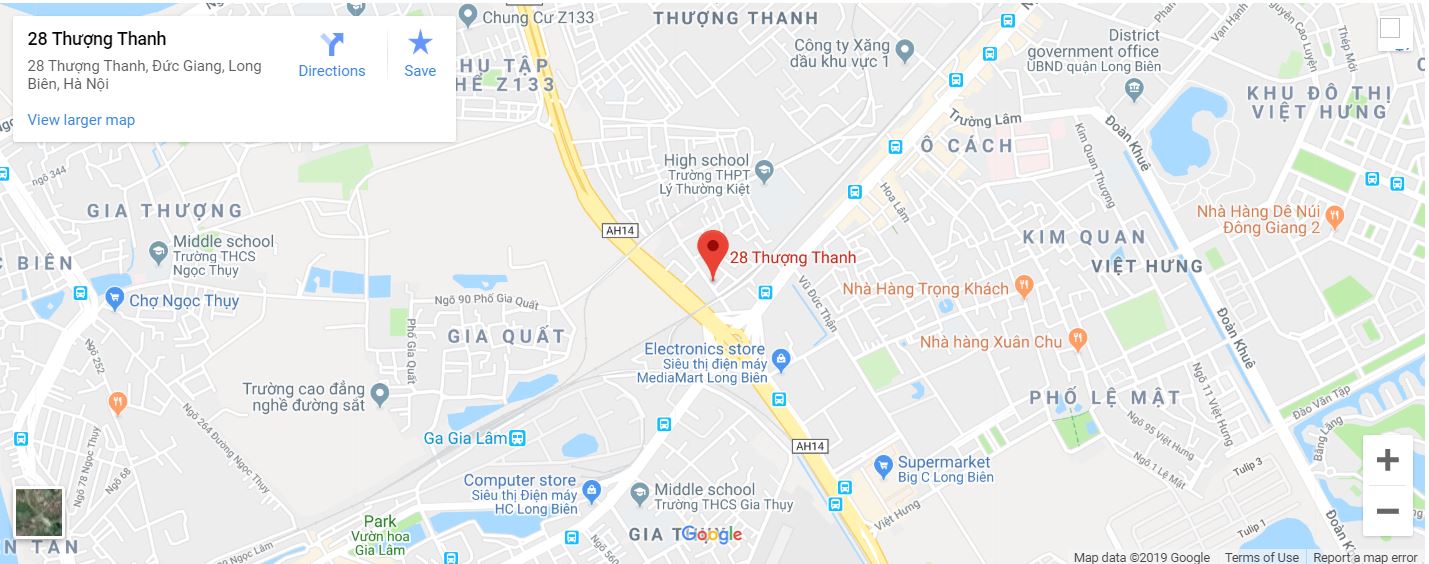 28 Thượng Thanh
28 Thượng Thanh, Đức Giang, Long
Biên, Hà Nội
View larger map
Directions
Save
Chung Cư Z133
THƯỢNG THANH
Công ty Xăng
dầu khu vực 1
District
government office
UBND quận Long Biên
Vạn Hạnh
Cao Luyện
Thép Mới
KHU TẬP
THỂ Z133
KHU ĐÔ THỊ
VIỆT HƯNG
Trường Lâm
Ô CÁCH
Kim Quan Thượng
Đoàn Khuê
ngõ 344
High school
Trường THPT
Lý Thường Kiệt
Hoa Lâm
GIA THƯỢNG
Middle school
Trường THCS
Ngọc Thụy
C BIÊN
AH14
Nhà Hàng Dê Núi
Đông Giang 2
KIM QUAN
VIỆT HƯNG
28 Thượng Thanh
Chợ Ngọc Thụy
Ngõ 90 Phố Gia Quất
Vũ Đức Thận
Nhà Hàng Trọng Khách
GIA QUẤT
Phố Gia Quất
Ngõ 252
Nhà hàng Xuân Chu
Đoàn Khuê
Electronics store
Siêu thị điện máy
MediaMart Long Biên
Trường cao đẳng
nghề đường sắt
PHỐ LỆ MẬT
Ngõ 11 Việt Hưng
Đào Văn Tập
Ngõ 264 Đường Ngọc Thụy
Ngõ 78 Ngọc Thụy
Ngõ 68
Ga Gia Lâm
AH14
Ngõ 95 Việt Hưng
Ngõ 1 Lệ Mật
Bằng Lăng
Tulip 3
Supermarket
Big C Long Biên
Computer store
Siêu thị Điện máy
HC Long Biên
Middle school
Trường THCS Gia Thụy
Việt Hưng
Tulip 1
Park
Vườn hoa
Gia Lâm
GIA THỤY
Google
Ngọc Lâm
Đoàn K
N TÂN
Map data ©2019 Google
Terms of Use
Report a map error